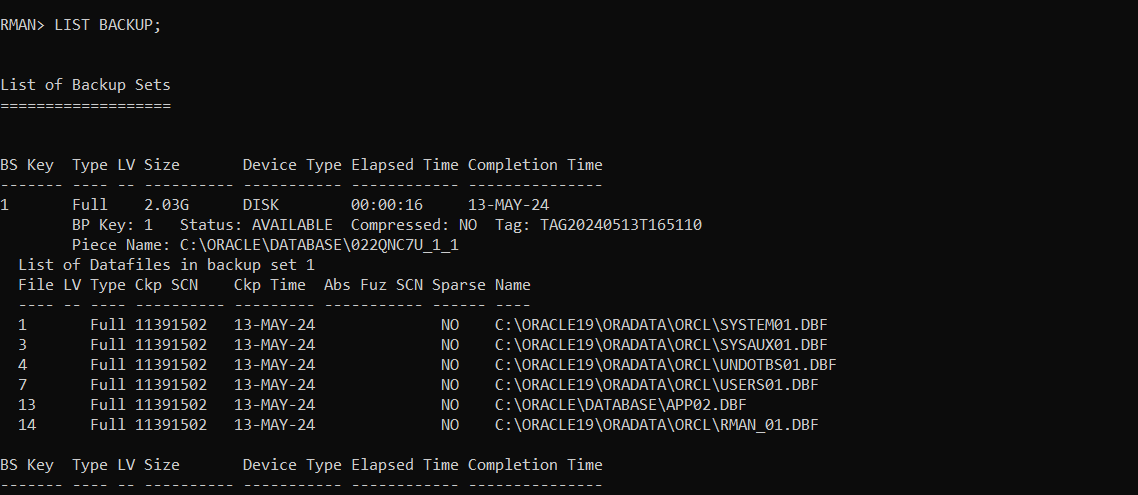 RMAN> LIST BACKUP;
List of Backup Sets
===================
BS Key  Type LV Size       Device Type Elapsed Time Completion Time
------- ---- -- ---------- ----------- ------------ ---------------
1       Full    2.03G      DISK        00:00:16     13-MAY-24
        BP Key: 1   Status: AVAILABLE  Compressed: NO  Tag: TAG20240513T165110
        Piece Name: C:\ORACLE\DATABASE\022QNC7U_1_1
  List of Datafiles in backup set 1
  File LV Type Ckp SCN    Ckp Time  Abs Fuz SCN Sparse Name
  ---- -- ---- ---------- --------- ----------- ------ ----
  1       Full 11391502   13-MAY-24              NO    C:\ORACLE19\ORADATA\ORCL\SYSTEM01.DBF
  3       Full 11391502   13-MAY-24              NO    C:\ORACLE19\ORADATA\ORCL\SYSAUX01.DBF
  4       Full 11391502   13-MAY-24              NO    C:\ORACLE19\ORADATA\ORCL\UNDOTBS01.DBF
  7       Full 11391502   13-MAY-24              NO    C:\ORACLE19\ORADATA\ORCL\USERS01.DBF
  13      Full 11391502   13-MAY-24              NO    C:\ORACLE\DATABASE\APP02.DBF
  14      Full 11391502   13-MAY-24              NO    C:\ORACLE19\ORADATA\ORCL\RMAN_01.DBF
BS Key  Type LV Size       Device Type Elapsed Time Completion Time
------- ---- -- ---------- ----------- ------------ ---------------